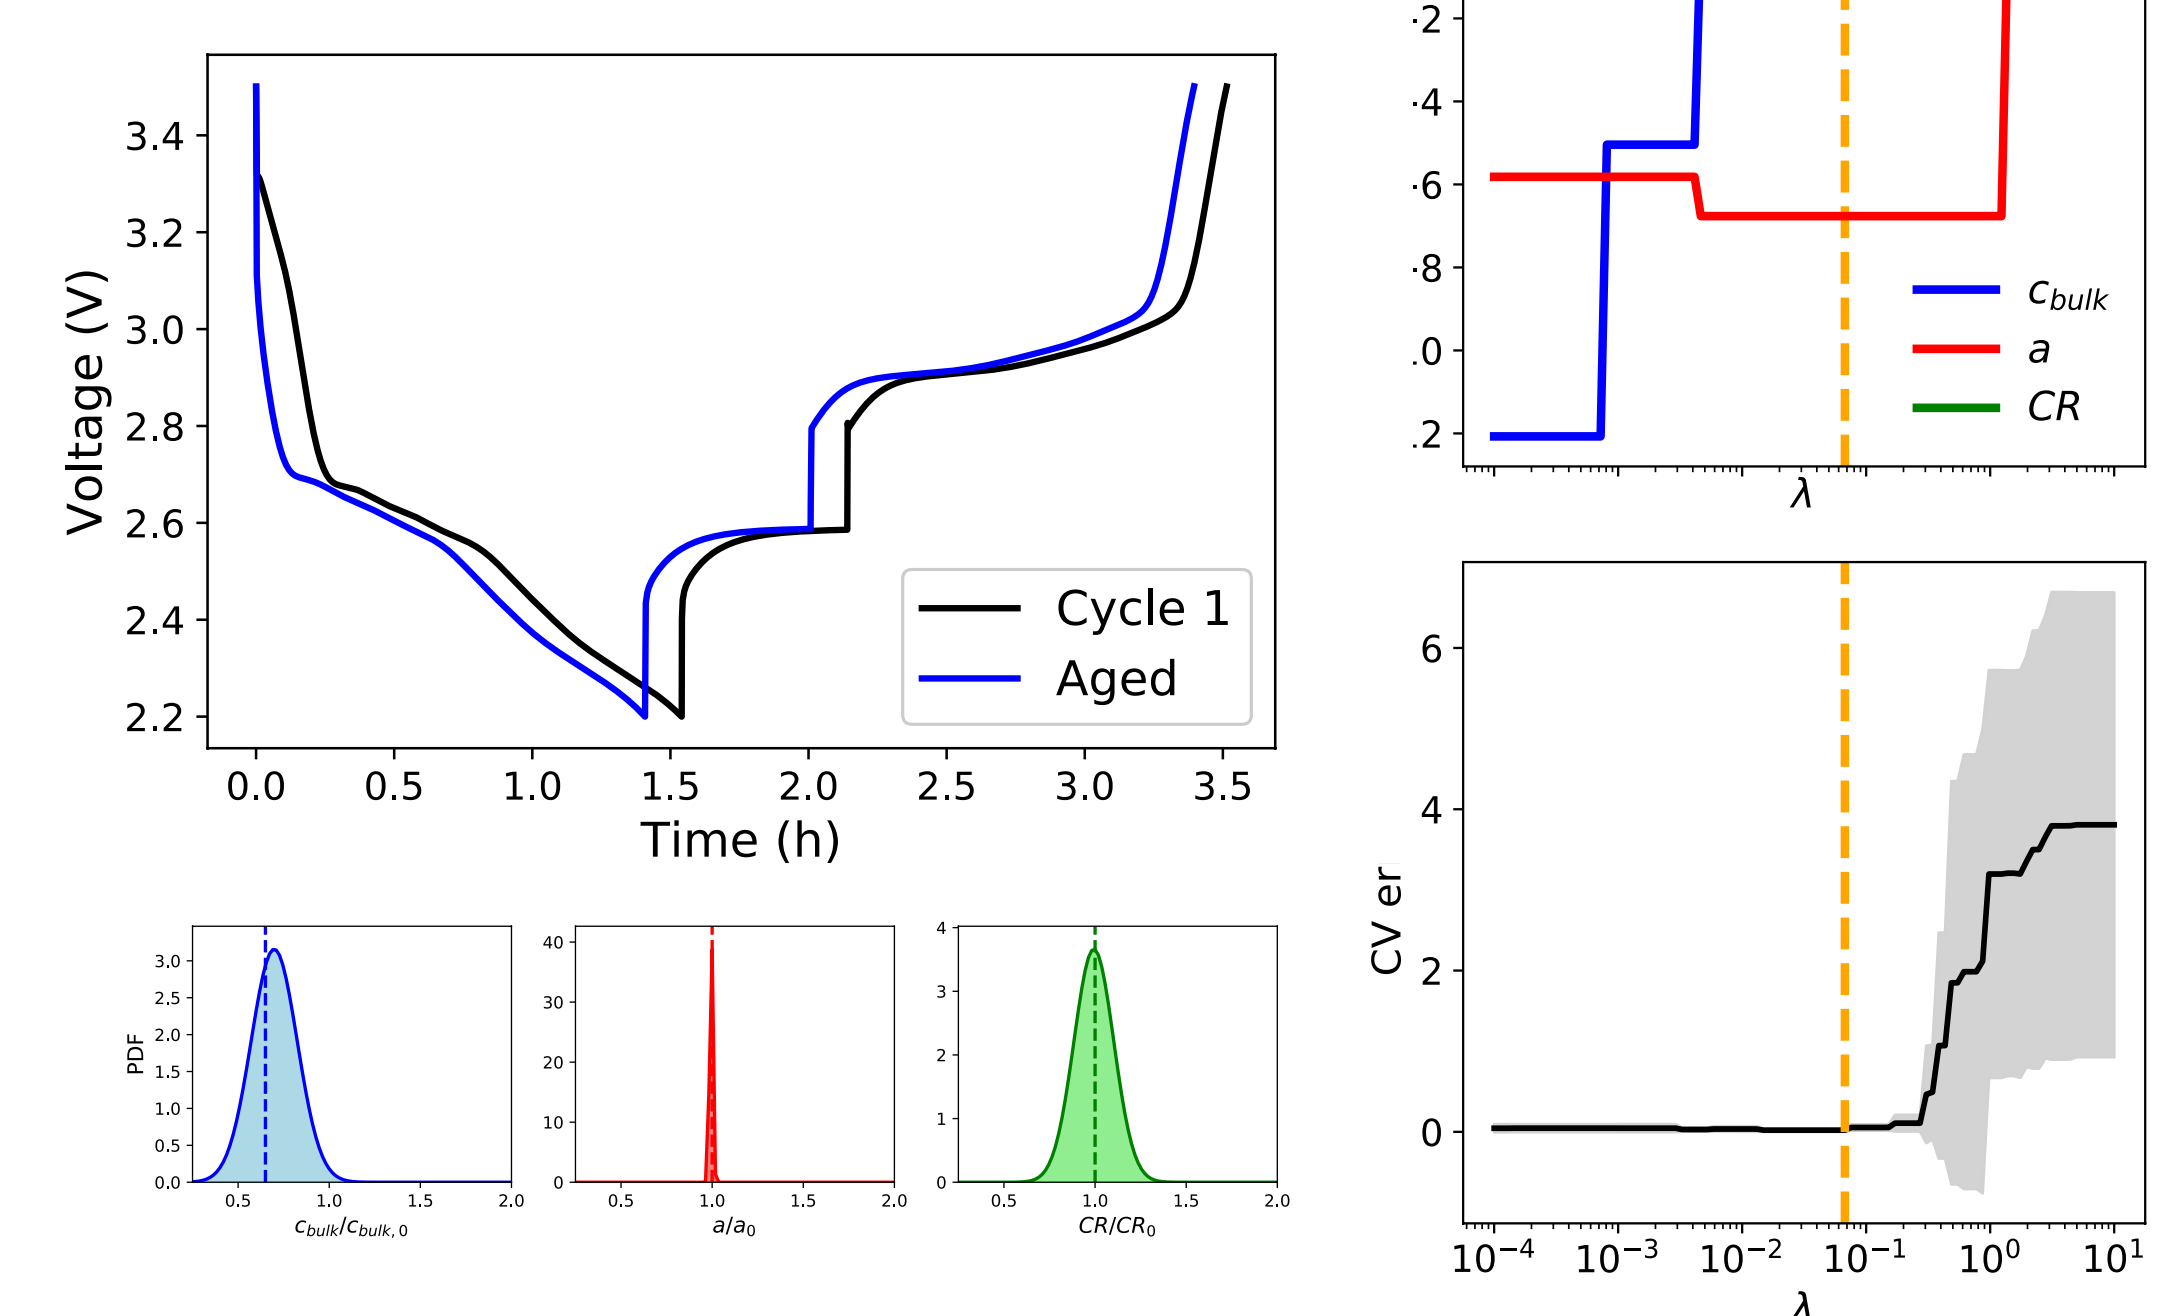 3.4
3.2
3.0
2.8
2.6
2.4
2.2
Voltage (V)
Cycle 1
Aged
0.0 0.5 1.0 1.5 2.0 2.5 3.0 3.5
Time (h)
PDF
3.0
2.5
2.0
1.5
1.0
0.5
0.0
0.5 1.0 1.5 2.0
c_bulk/c_bulk,0
40
30
20
10
0
0.5 1.0 1.5 2.0
a/a_0
4
3
2
1
0
0.5 1.0 1.5 2.0
CR/CR_0
.2
.4
.6
.8
.0
.2
c_bulk
a
CR
λ
CV er
6
4
2
0
10⁻⁴ 10⁻³ 10⁻² 10⁻¹ 10⁰ 10¹
λ